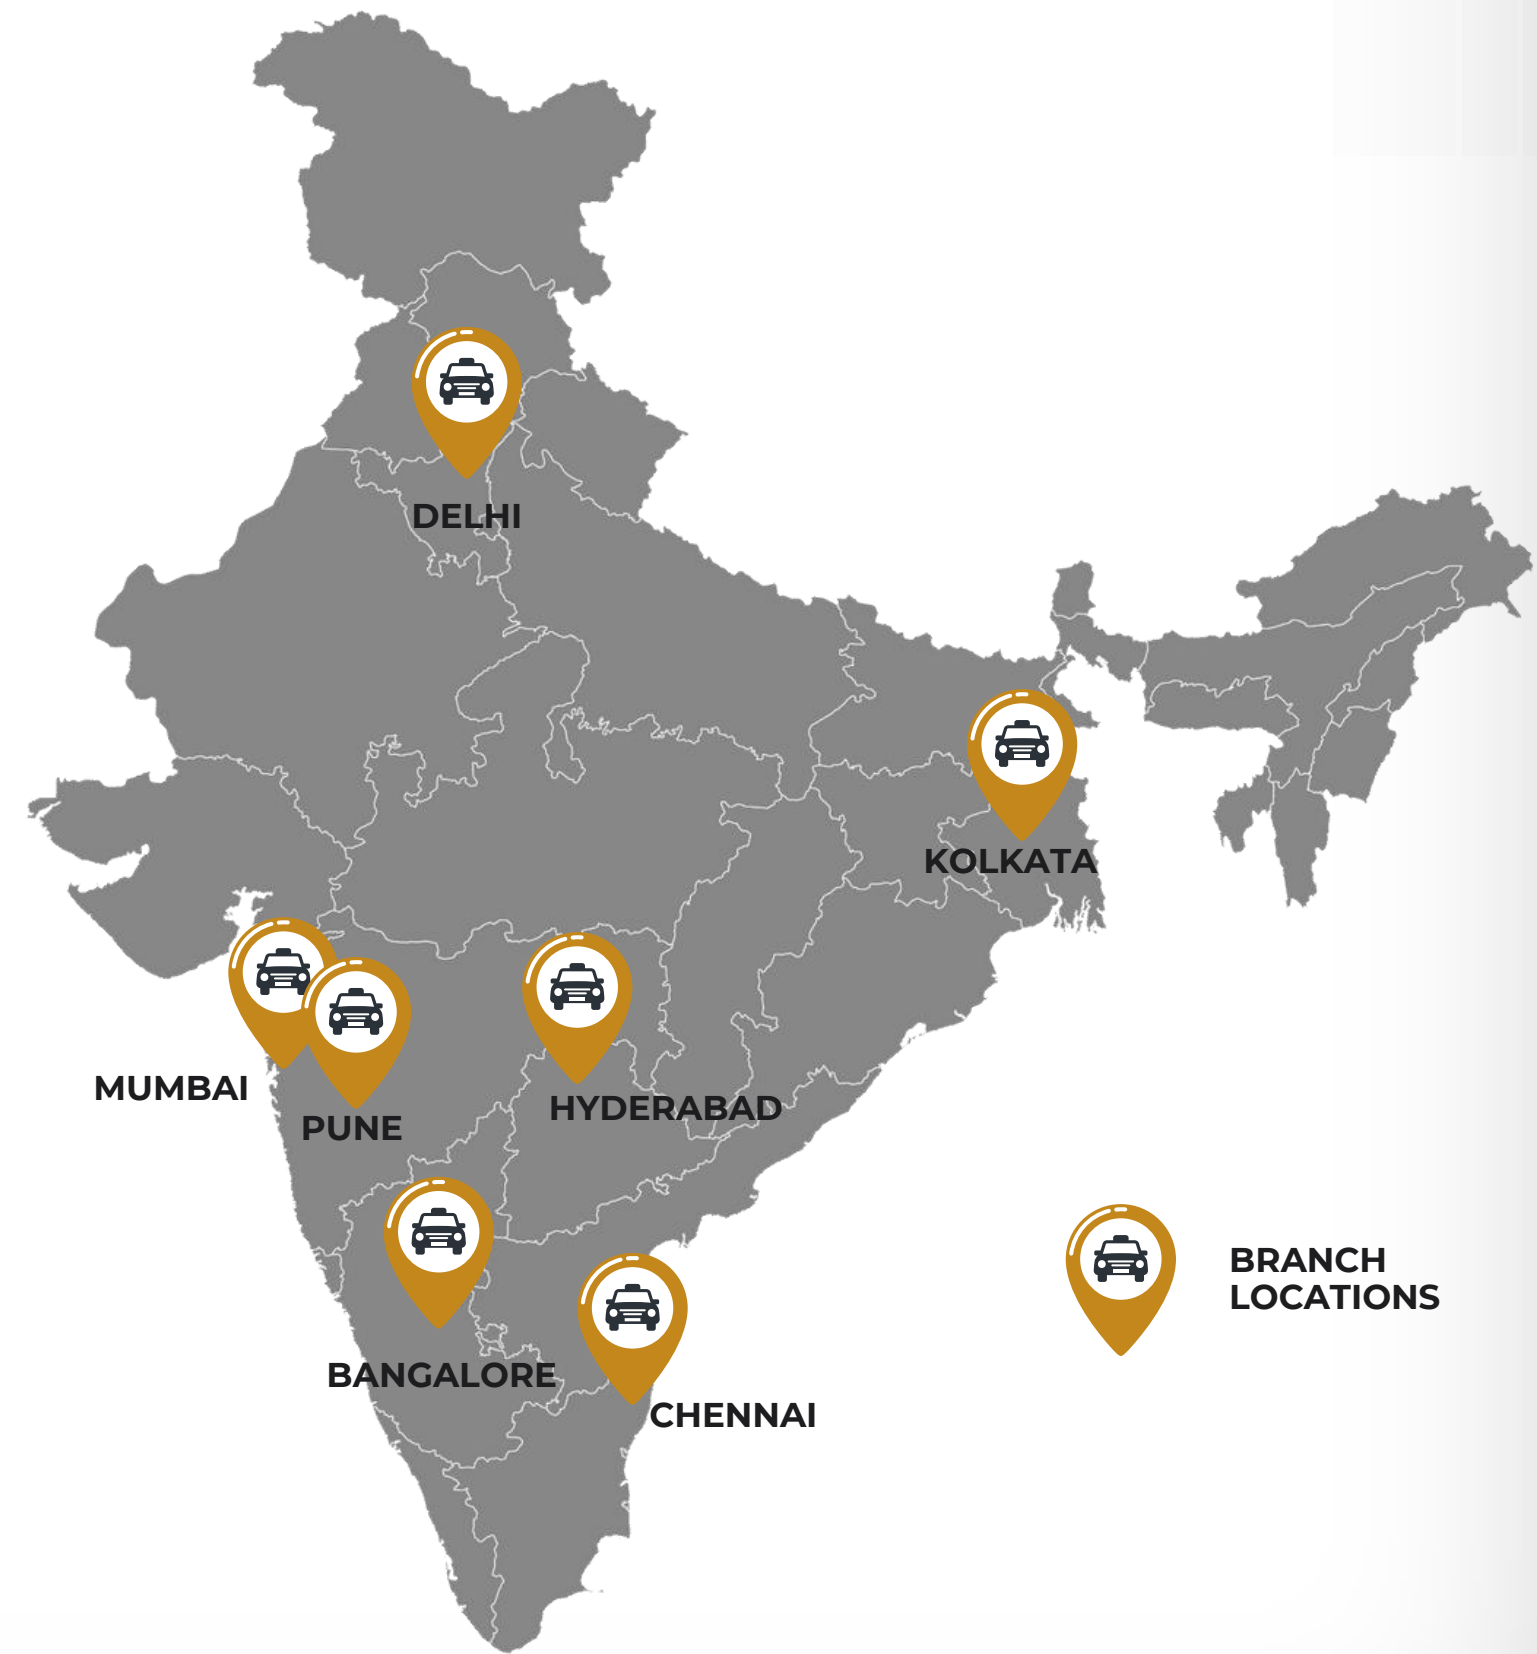 DELHI
KOLKATA
MUMBAI
PUNE
HYDERABAD
BRANCH
LOCATIONS
BANGALORE
CHENNAI